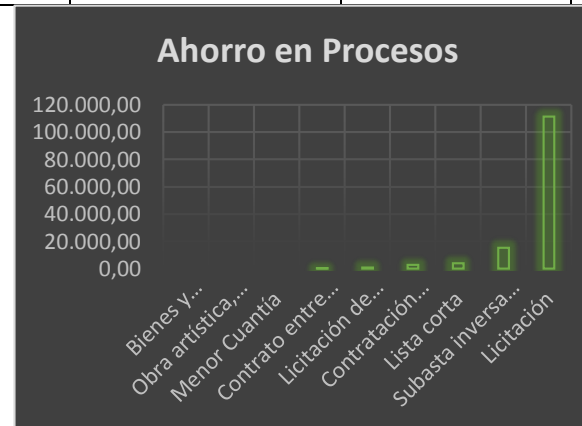 Ahorro en Procesos
120.000,00
100.000,00
80.000,00
60.000,00
40.000,00
20.000,00
0,00
Bienes y...
Obra artística,...
Menor Cuantía
Contrato entre...
Licitación de...
Contratación...
Lista corta
Subasta inversa...
Licitación